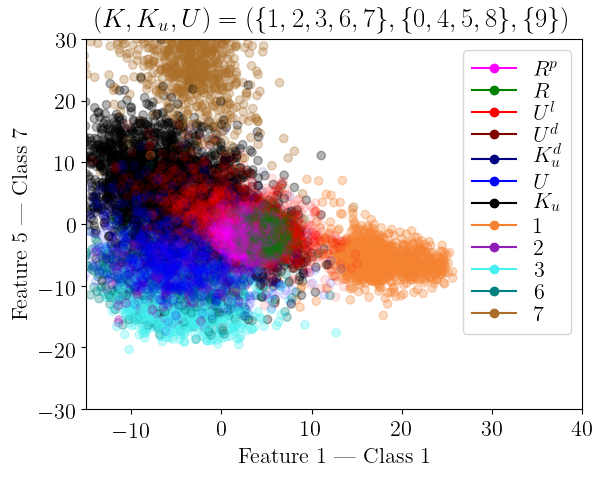 (K, K_u, U) = ({1, 2, 3, 6, 7}, {0, 4, 5, 8}, {9})
30
20
10
0
−10
−20
−30
−10
0
10
20
30
40
Feature 5 — Class 7
Feature 1 — Class 1
R^p
R
U^l
U^d
K_u^d
U
K_u
1
2
3
6
7